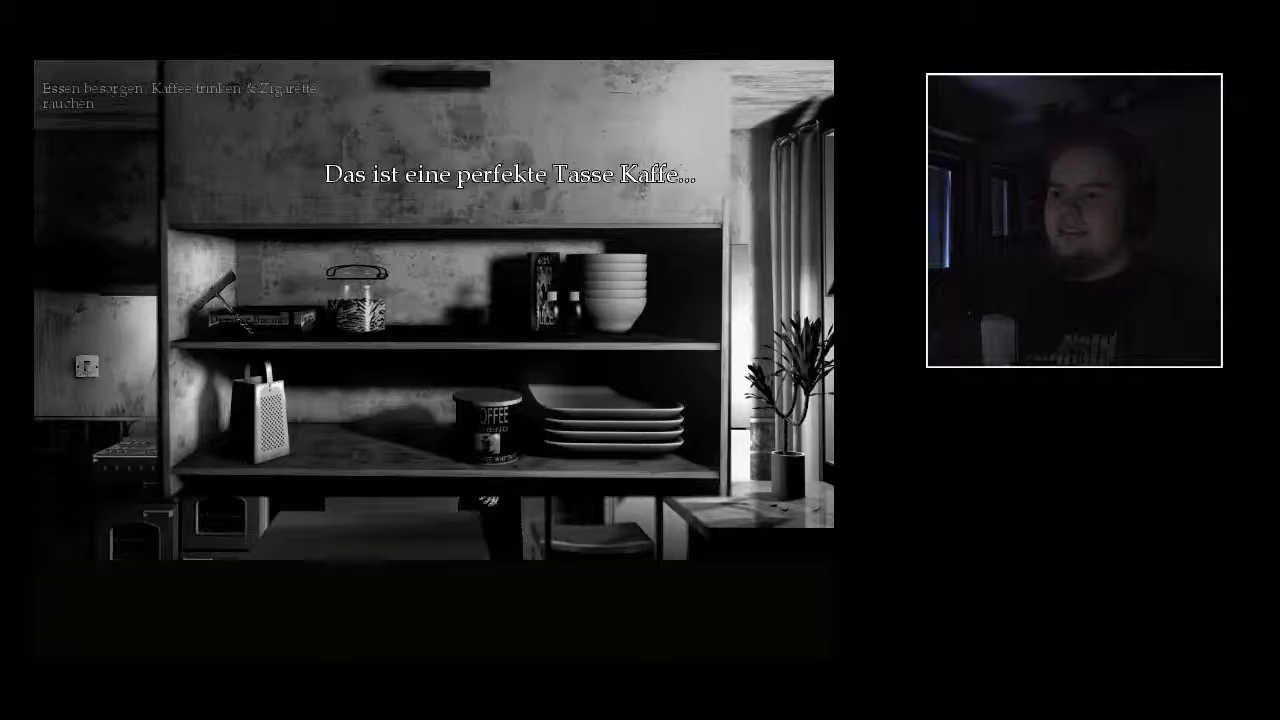 Essen besorgen, Kaffee trinken & Zigarette
rauchen
Das ist eine perfekte Tasse Kaffe...
COFFEE